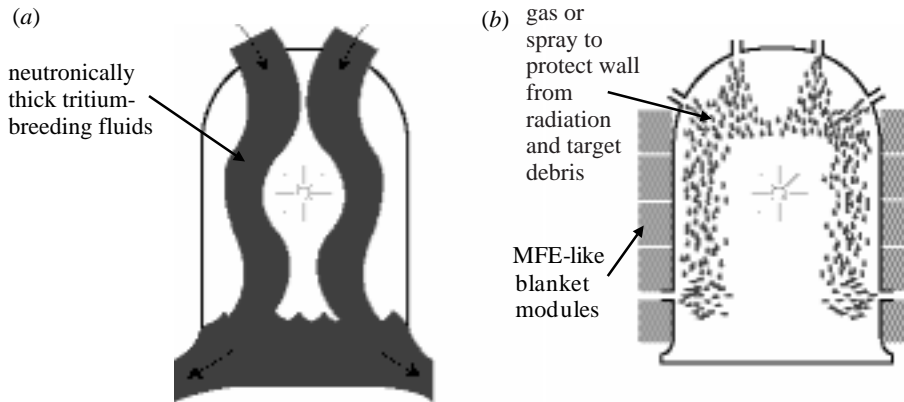 (a)
neutronically
thick tritium-
breeding fluids
(b)
gas or
spray to
protect wall
from
radiation
and target
debris
MFE-like
blanket
modules